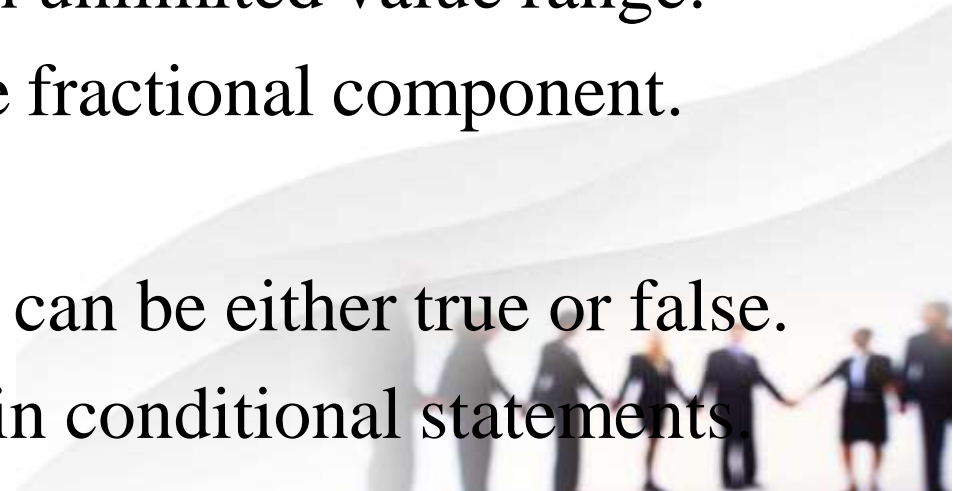 unlimited value range.
fractional component.
can be either true or false.
in conditional statements.